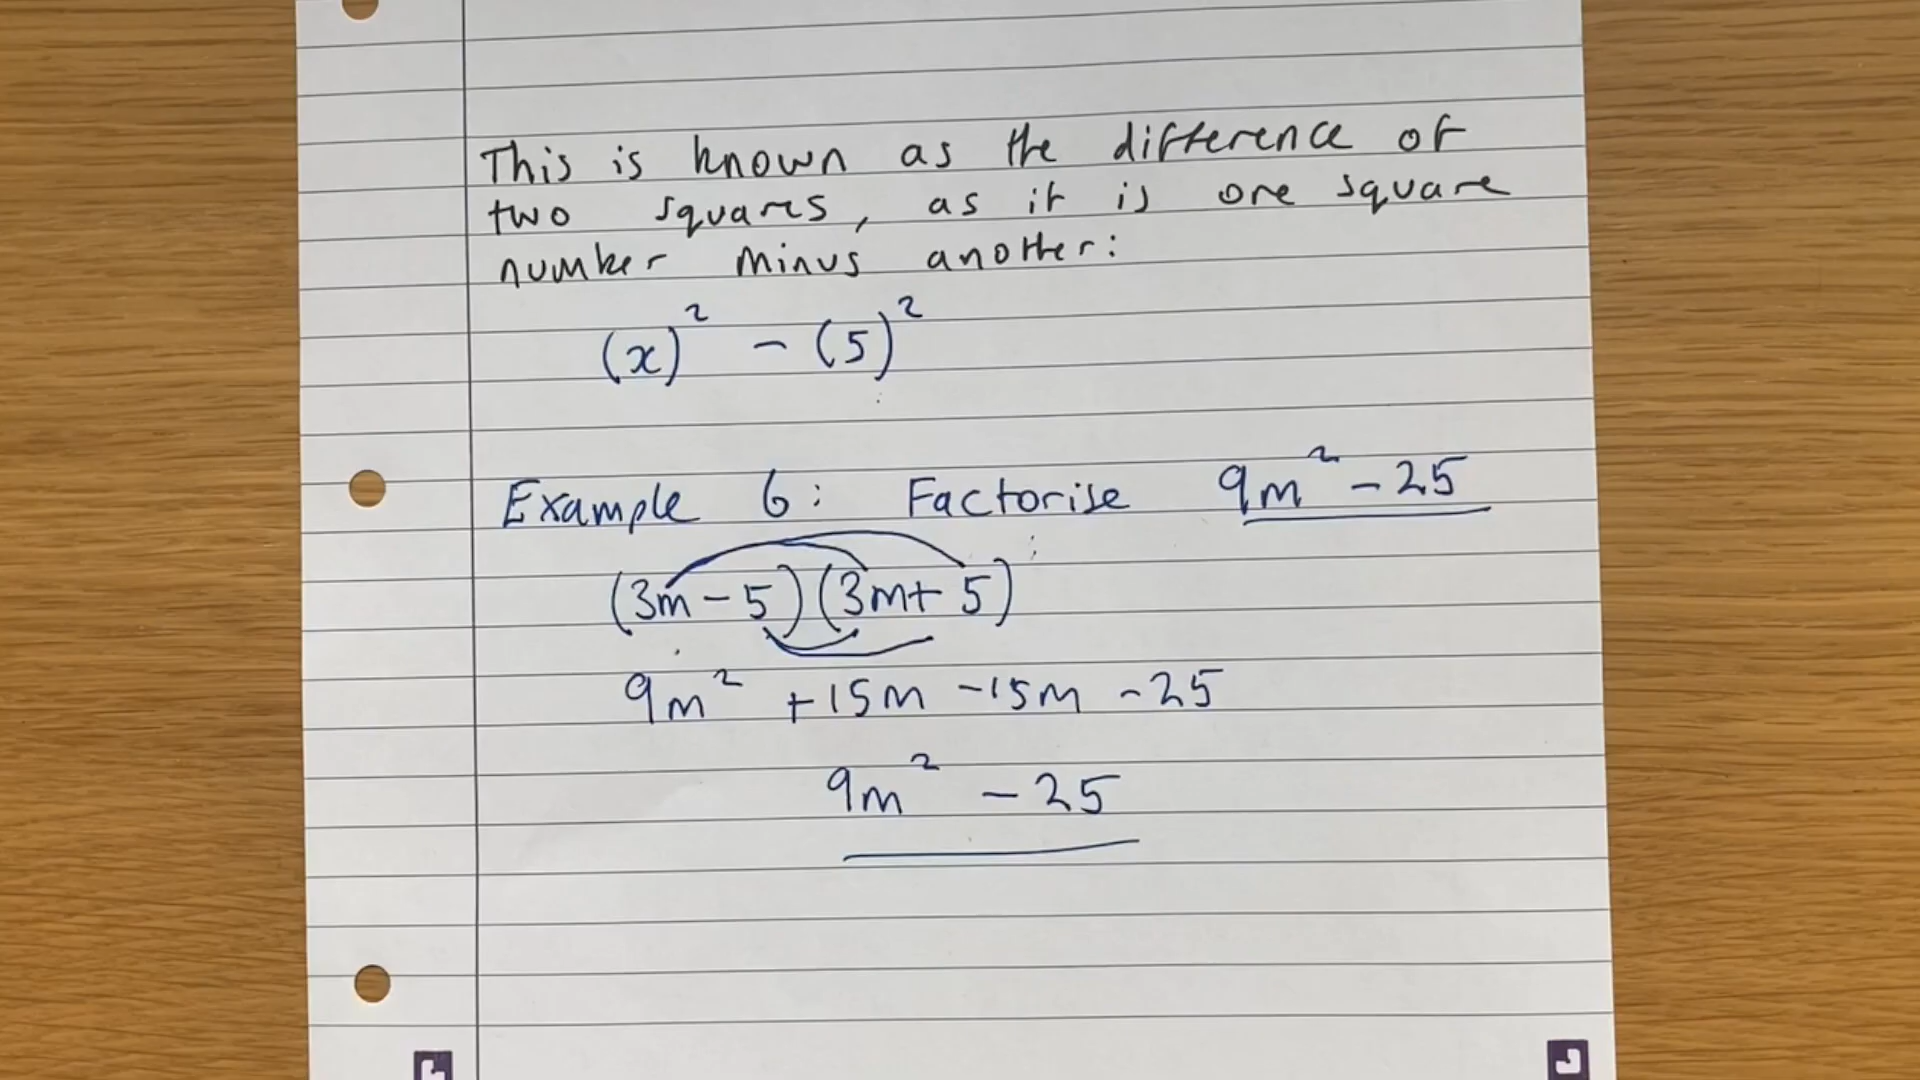 This is known as the difference of
two squares, as it is one square
number minus another:
(x)² - (5)²
Example 6: Factorise 9m² - 25
(3m - 5)(3m + 5)
9m² + 15m - 15m - 25
9m² - 25